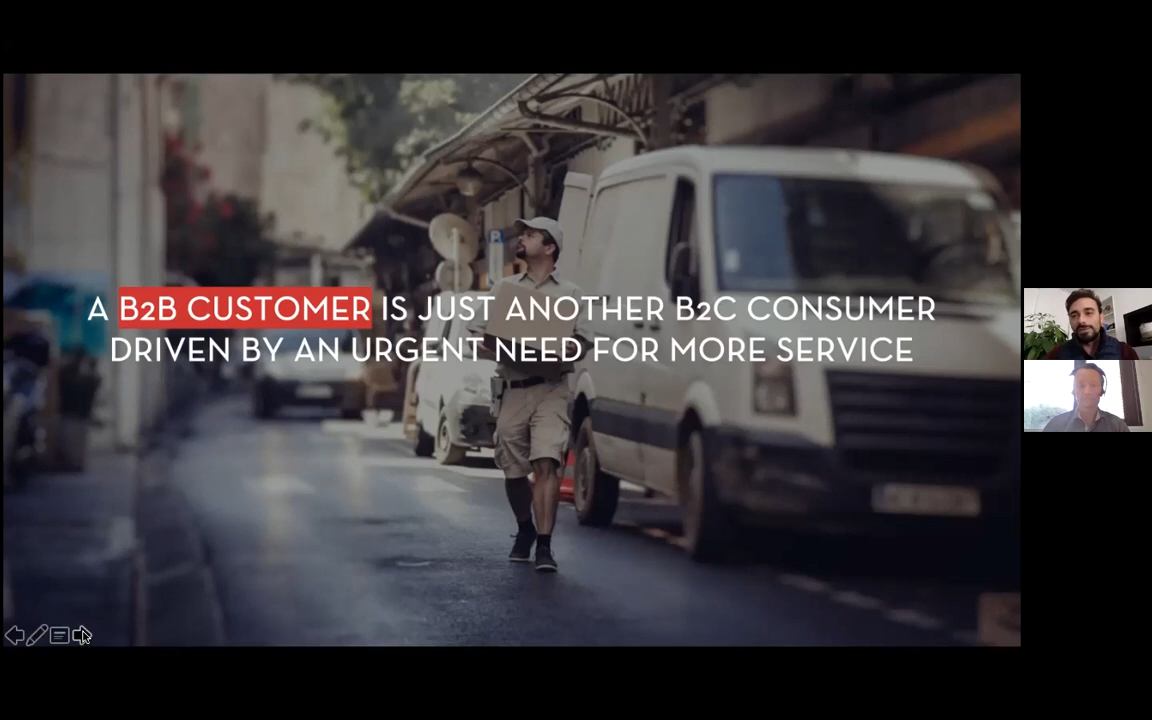 A B2B CUSTOMER IS JUST ANOTHER B2C CONSUMER
DRIVEN BY AN URGENT NEED FOR MORE SERVICE